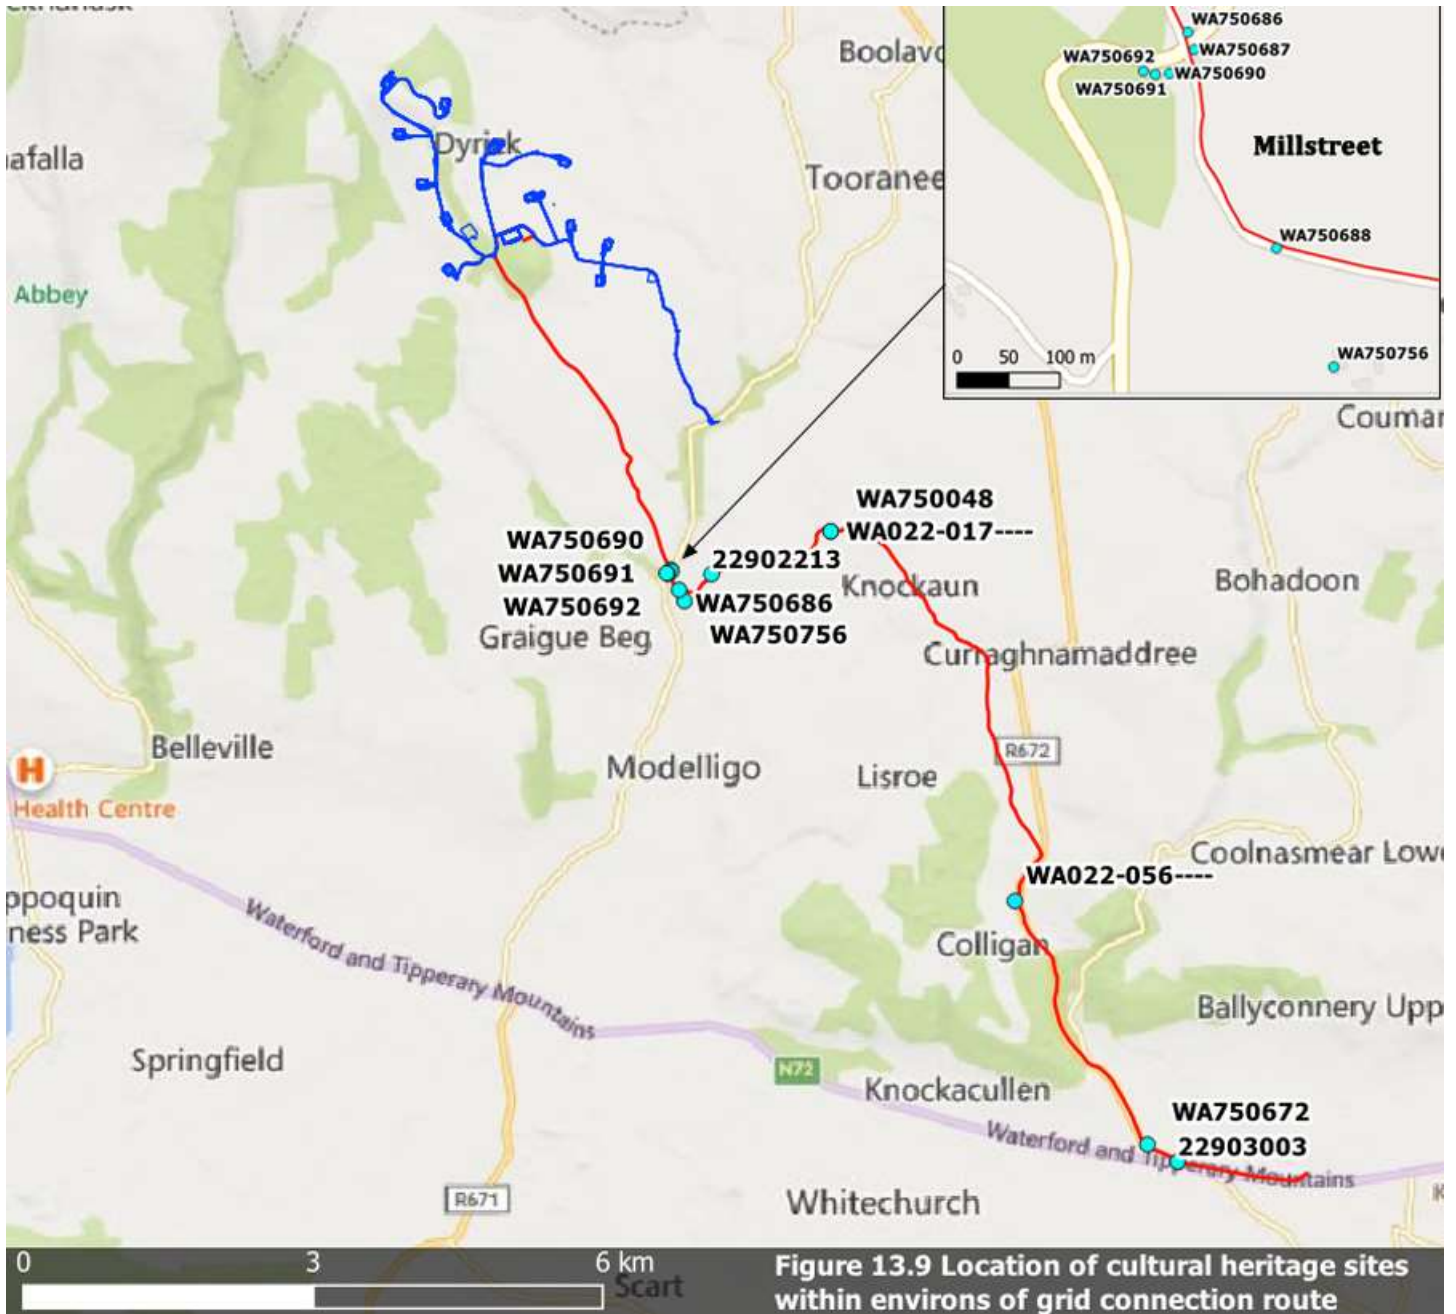 Boolavo
WA750686
WA750692
WA750687
WA750690
WA750691
Millstreet
Dyrick
afalla
Tooranee
WA750688
Abbey
0 50 100 m
WA750756
Coumar
WA750048
WA750690
WA022-017----
22902213
WA750691
Knockaun
Bohadoon
WA750692
WA750686
Graigue Beg
WA750756
Curraghnamaddree
Belleville
R672
H
Modelligo
Lisroe
Health Centre
Coolnasmear Lowe
WA022-056----
ppoquin
ness Park
Waterford and Tipperary Mountains
Colligan
Ballyconnery Upp
Springfield
N72
Knockacullen
WA750672
Waterford and Tipperary Mountains
22903003
R671
Whitechurch
0 3 6 km
Scart
Figure 13.9 Location of cultural heritage sites
within environs of grid connection route